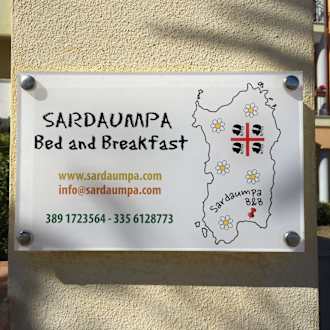 SARDAUMPA
Bed and Breakfast
www.sardaumpa.com
info@sardaumpa.com
389 1723564 - 335 6128773
Sardaumpa
B&B